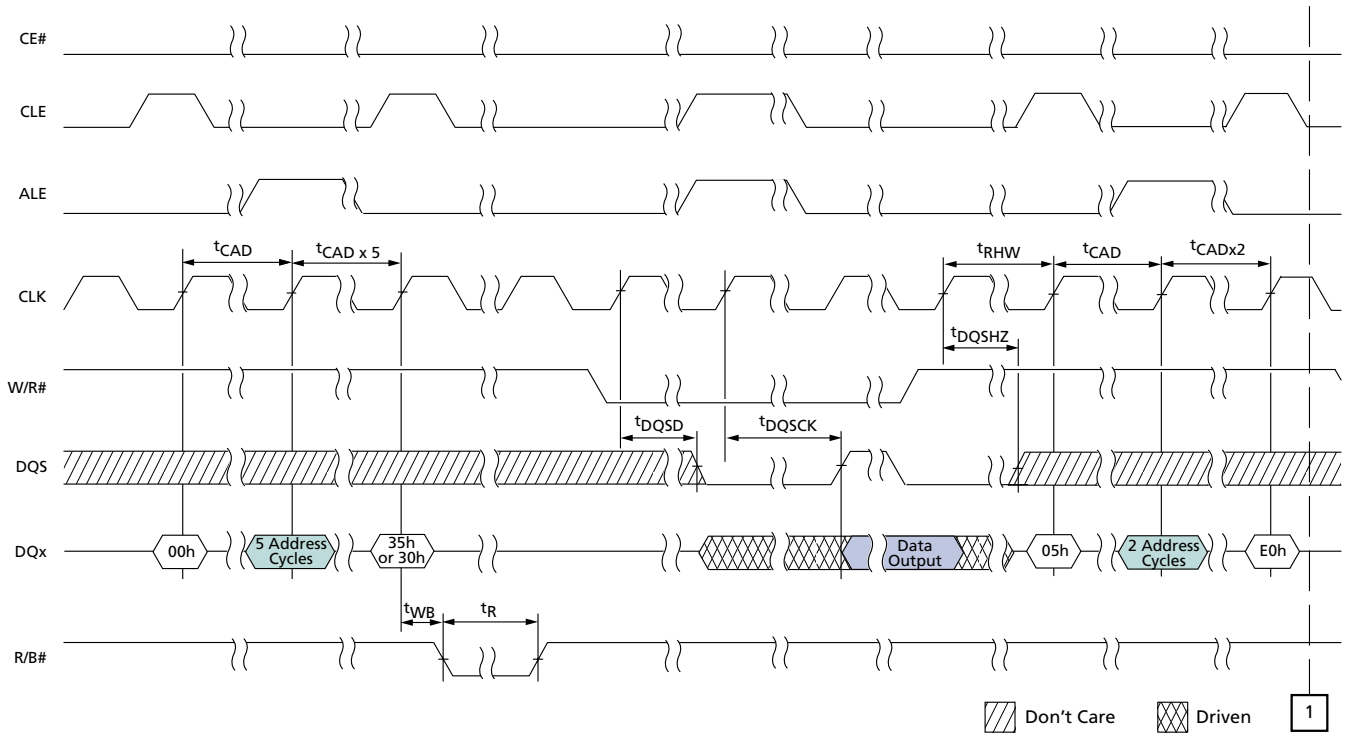 CE#
CLE
ALE
tCAD
tCAD x 5
tRHW
tCAD
tCADx2
CLK
tDQSHZ
W/R#
tDQSD
tDQSCK
DQS
DQx
00h
5 Address
Cycles
35h
or 30h
Data
Output
05h
2 Address
Cycles
E0h
tWB
tR
R/B#
Don't Care
Driven
1